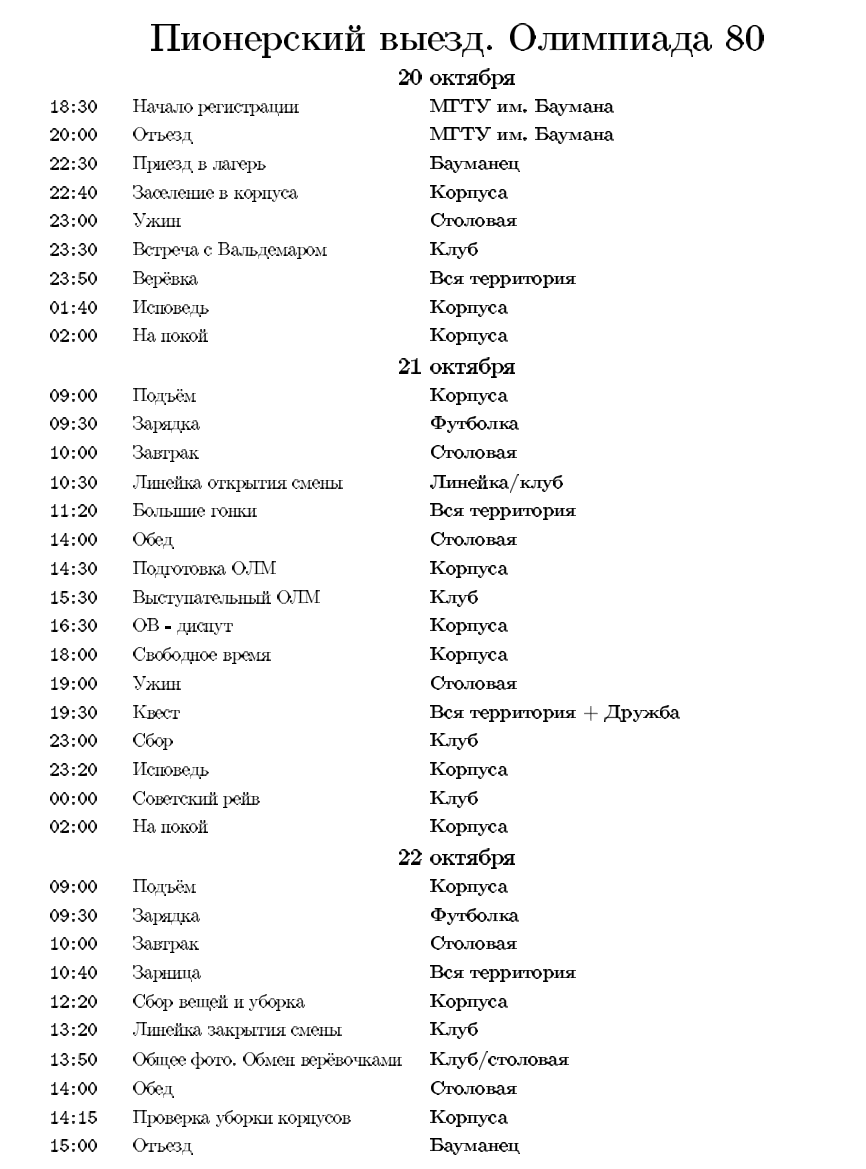 Пионерский выезд. Олимпиада 80
20 октября
18:30 Начало регистрации МГТУ им. Баумана
20:00 Отъезд МГТУ им. Баумана
22:30 Приезд в лагерь Бауманец
22:40 Заселение в корпуса Корпуса
23:00 Ужин Столовая
23:30 Встреча с Вальдемаром Клуб
23:50 Верёвка Вся территория
01:40 Исповедь Корпуса
02:00 На покой Корпуса
21 октября
09:00 Подъём Корпуса
09:30 Зарядка Футболка
10:00 Завтрак Столовая
10:30 Линейка открытия смены Линейка/клуб
11:20 Большие гонки Вся территория
14:00 Обед Столовая
14:30 Подготовка ОЛМ Корпуса
15:30 Выступательный ОЛМ Клуб
16:30 ОВ - диспут Корпуса
18:00 Свободное время Корпуса
19:00 Ужин Столовая
19:30 Квест Вся территория + Дружба
23:00 Сбор Клуб
23:20 Исповедь Корпуса
00:00 Советский рейв Клуб
02:00 На покой Корпуса
22 октября
09:00 Подъём Корпуса
09:30 Зарядка Футболка
10:00 Завтрак Столовая
10:40 Зарница Вся территория
12:20 Сбор вещей и уборка Корпуса
13:20 Линейка закрытия смены Клуб
13:50 Общее фото. Обмен верёвочками Клуб/столовая
14:00 Обед Столовая
14:15 Проверка уборки корпусов Корпуса
15:00 Отъезд Бауманец